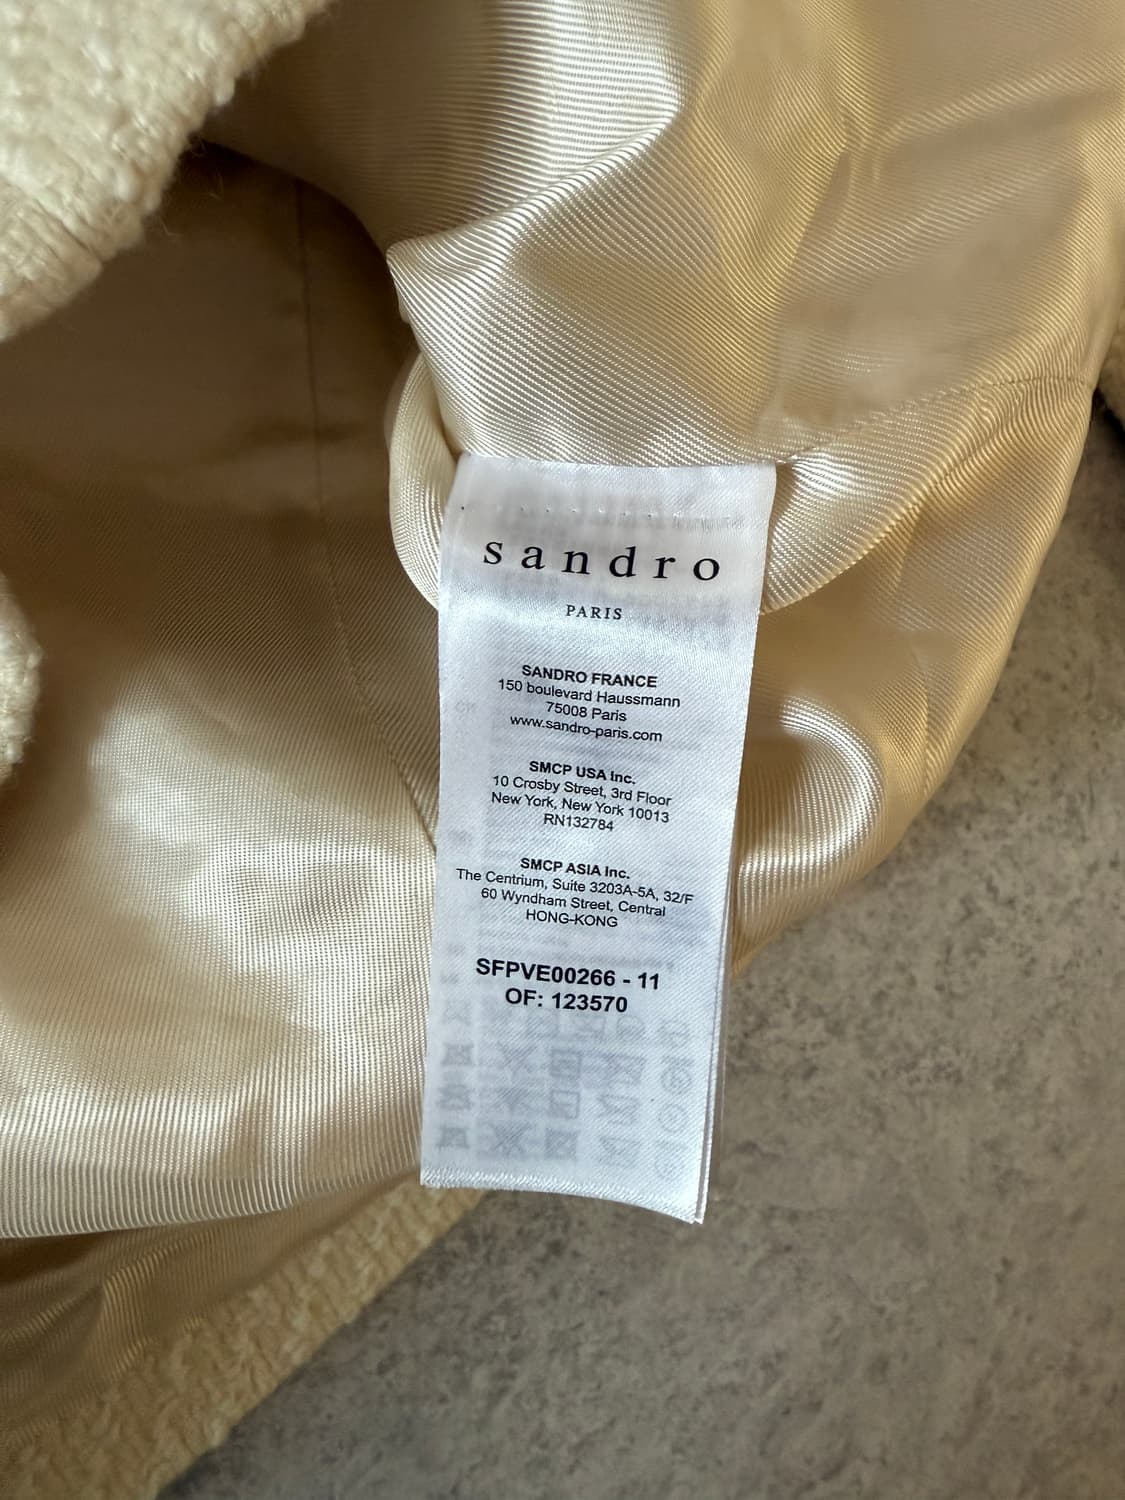 sandro
PARIS
SANDRO FRANCE
150 boulevard Haussmann
75008 Paris
www.sandro-paris.com
SMCP USA Inc.
10 Crosby Street, 3rd Floor
New York, New York 10013
RN132784
SMCP ASIA Inc.
The Centrium, Suite 3203A-5A, 32/F
60 Wyndham Street, Central
HONG-KONG
SFPVE00266 - 11
OF: 123570